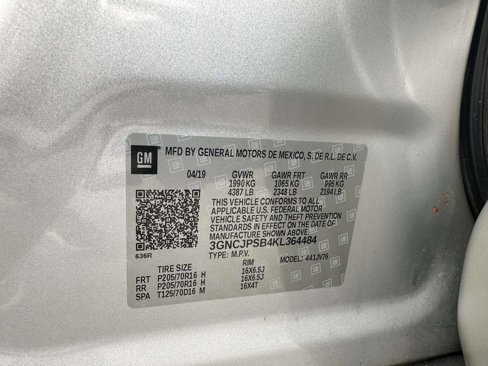 GM
MFD BY GENERAL MOTORS DE MEXICO, S. DE R.L. DE C.V.
04/19 GVWR GAWR FRT GAWR RR
1990 KG 1065 KG 995 KG
4387 LB 2348 LB 2194 LB
THIS VEHICLE CONFORMS TO ALL
APPLICABLE U.S. FEDERAL MOTOR
VEHICLE SAFETY AND THEFT PREVENTION
STANDARDS IN EFFECT ON THE DATE OF
MANUFACTURE SHOWN ABOVE.
3GNCJPSB4KL364484
636R
TYPE: M.P.V. MODEL: 441JV76
TIRE SIZE RIM
FRT P205/70R16 H 16X6.5J
RR P205/70R16 H 16X6.5J
SPA T125/70D16 M 16X4T